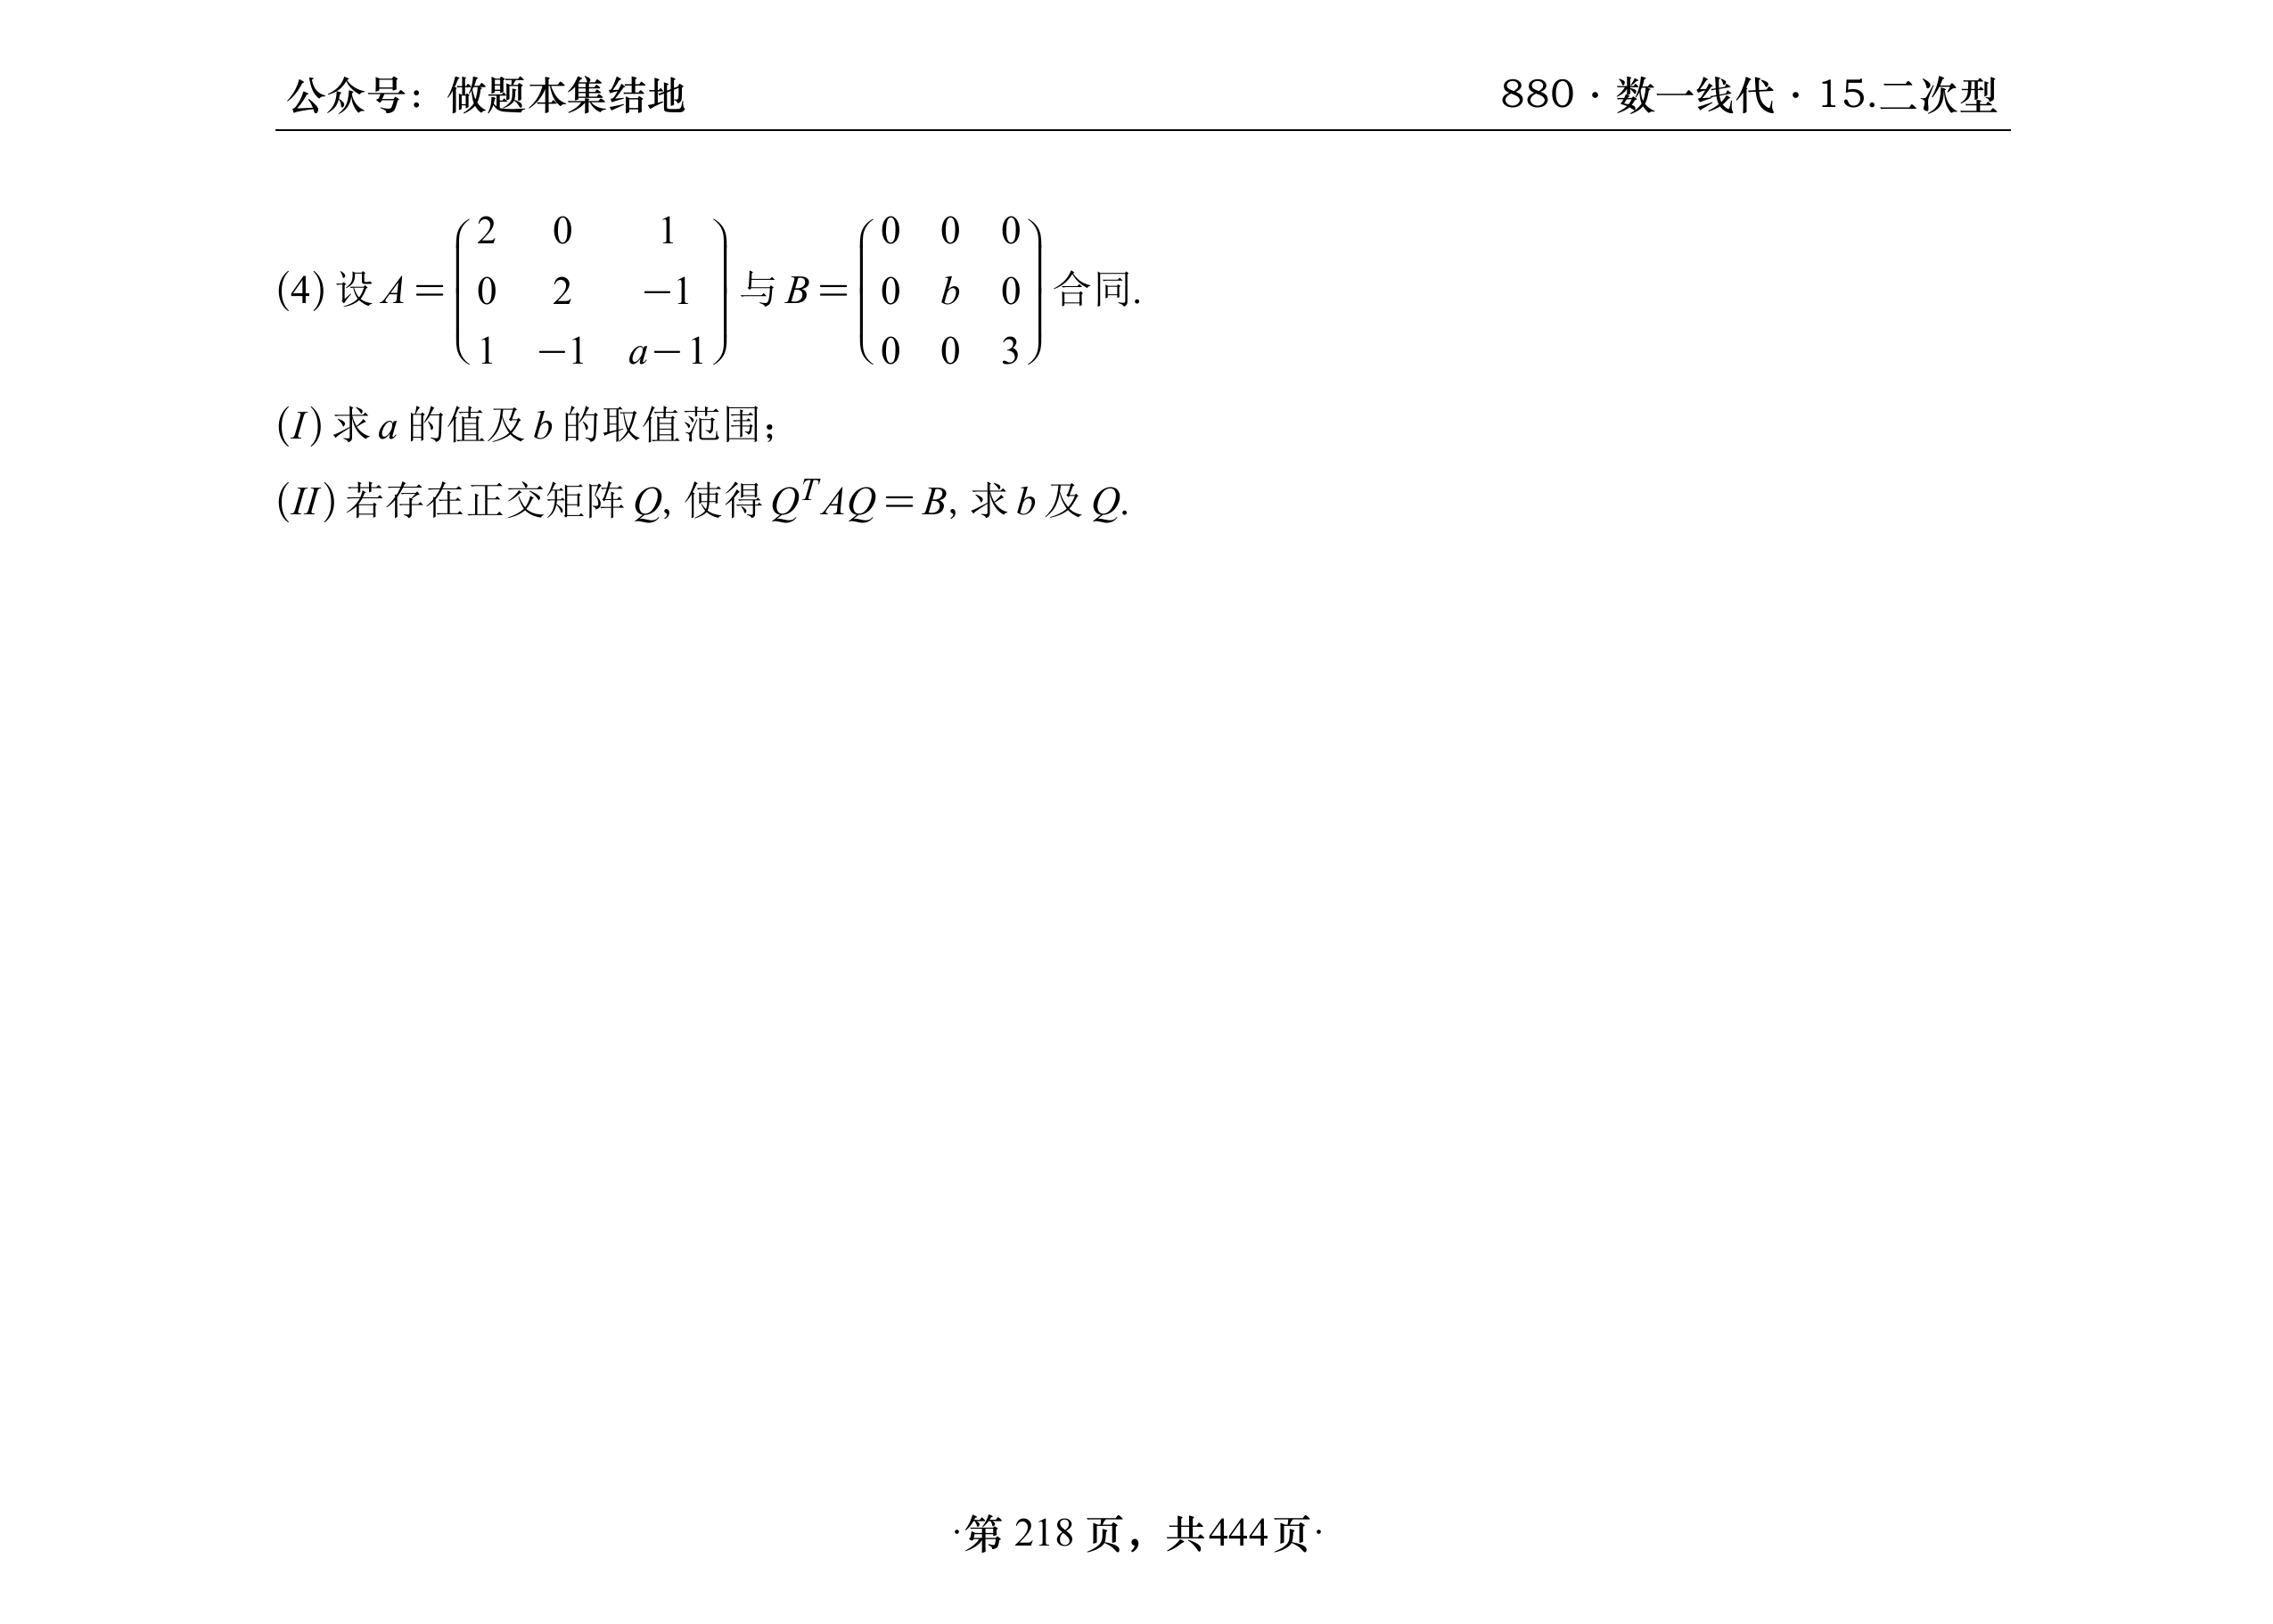 公众号：做题本集结地
880·数一线代·15.二次型
(4) 设 A = \begin{pmatrix} 2 & 0 & 1 \\ 0 & 2 & -1 \\ 1 & -1 & a-1 \end{pmatrix} 与 B = \begin{pmatrix} 0 & 0 & 0 \\ 0 & b & 0 \\ 0 & 0 & 3 \end{pmatrix} 合同.
(I) 求 a 的值及 b 的取值范围;
(II) 若存在正交矩阵 Q, 使得 Q^T AQ = B, 求 b 及 Q.
·第 218 页，共444页·